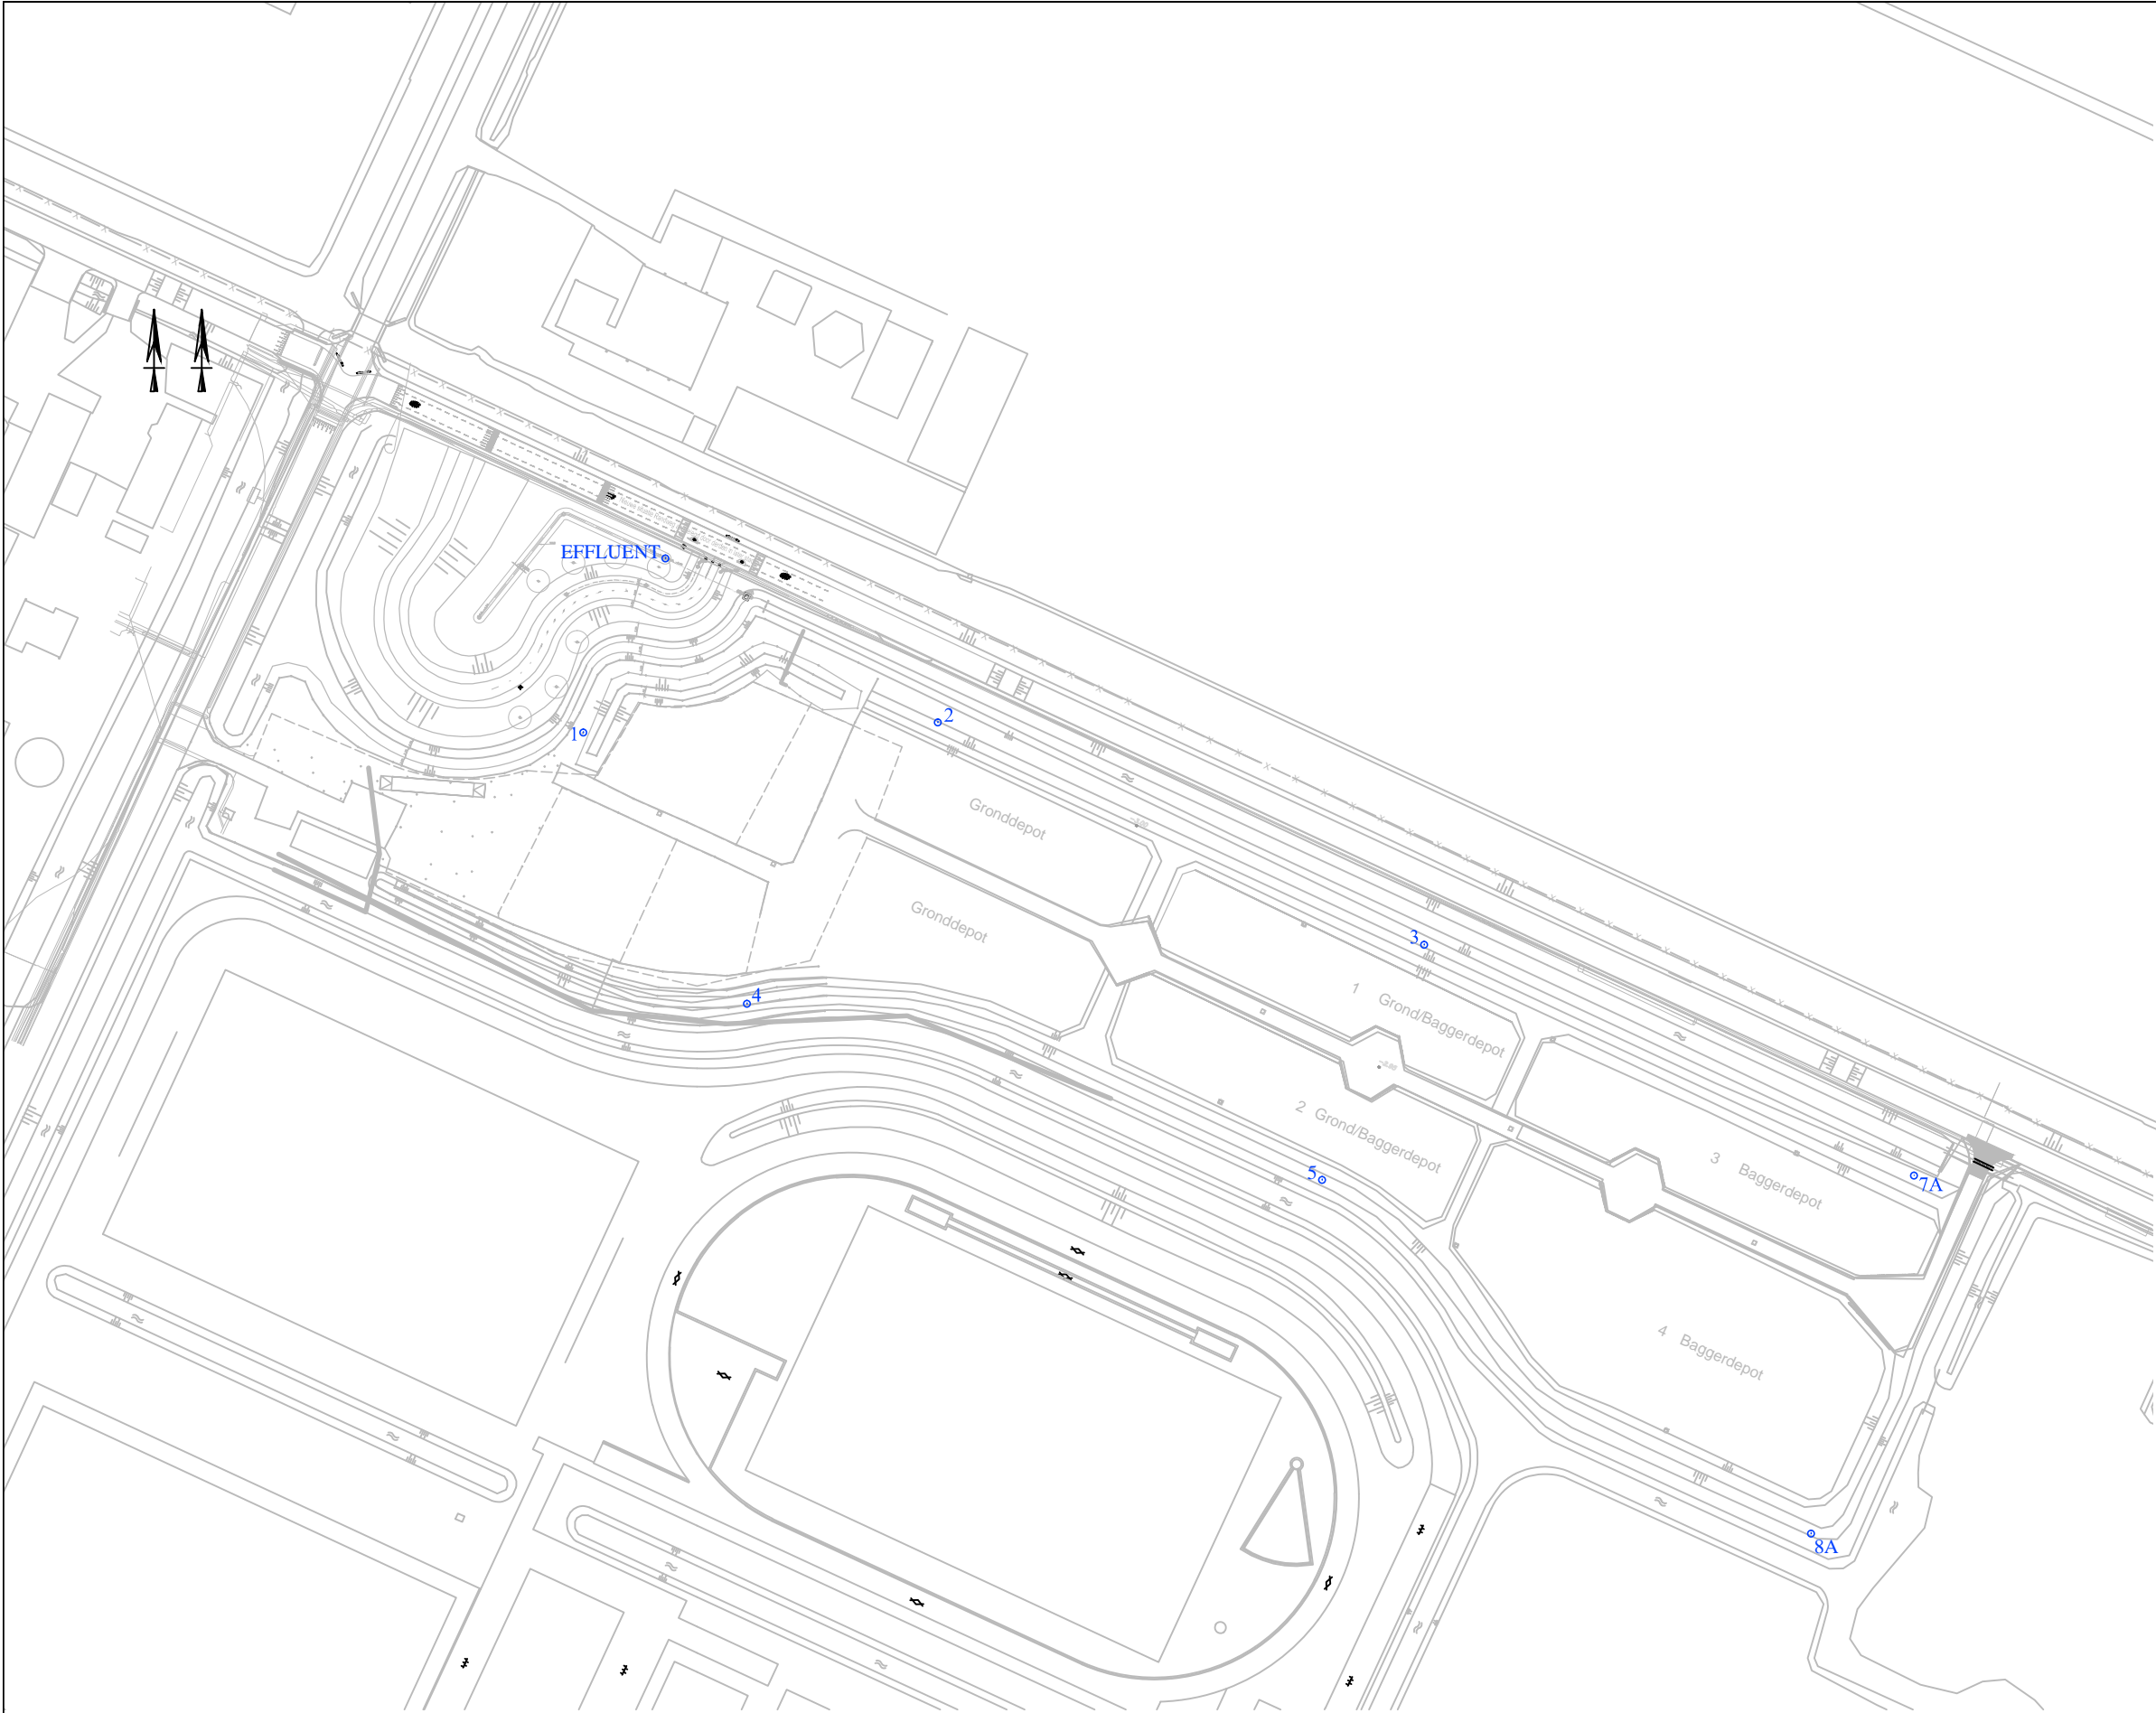 EFFLUENT
1
2
Gronddepot
Gronddepot
3
4
1 Grond/Baggerdepot
2 Grond/Baggerdepot
5
3 Baggerdepot
7A
4 Baggerdepot
8A